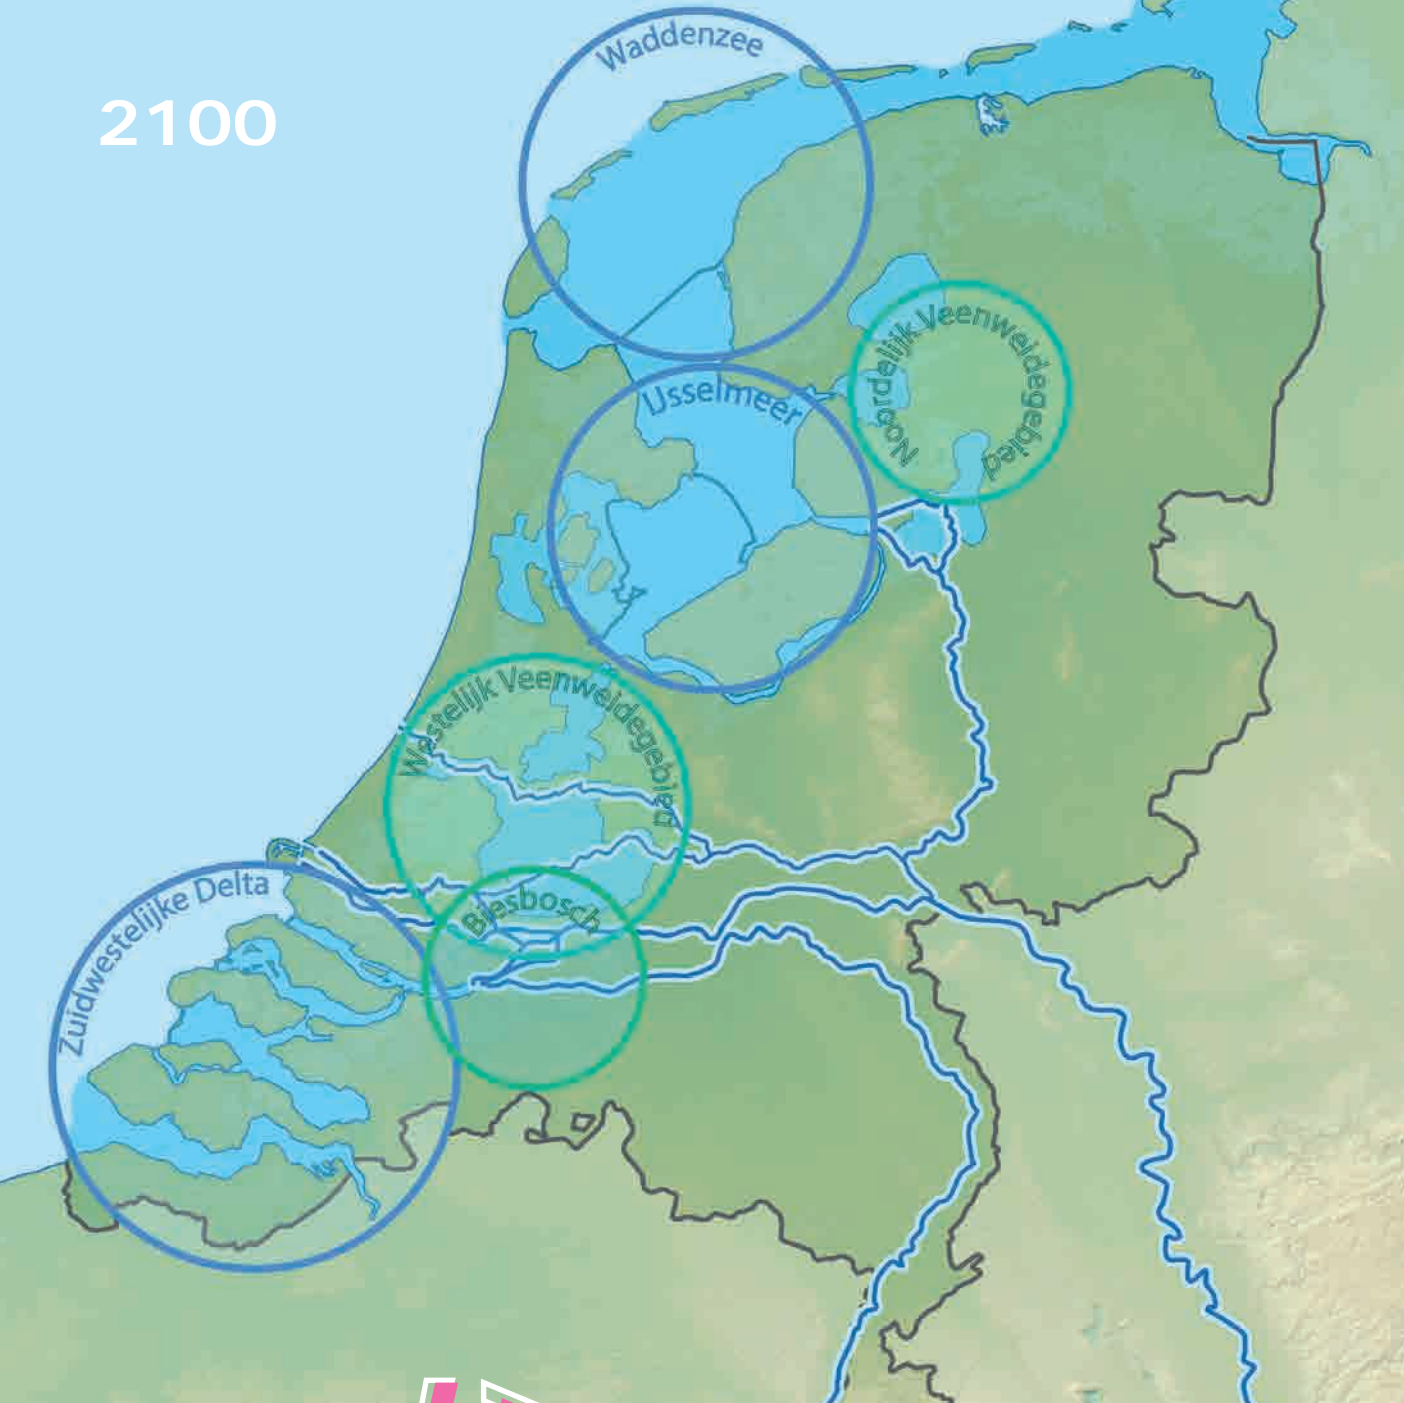 Waddenzee
2100
Noordelijk Veenweidegebied
IJsselmeer
Westelijk Veenweidegebied
Zuidwestelijke Delta
Biesbosch